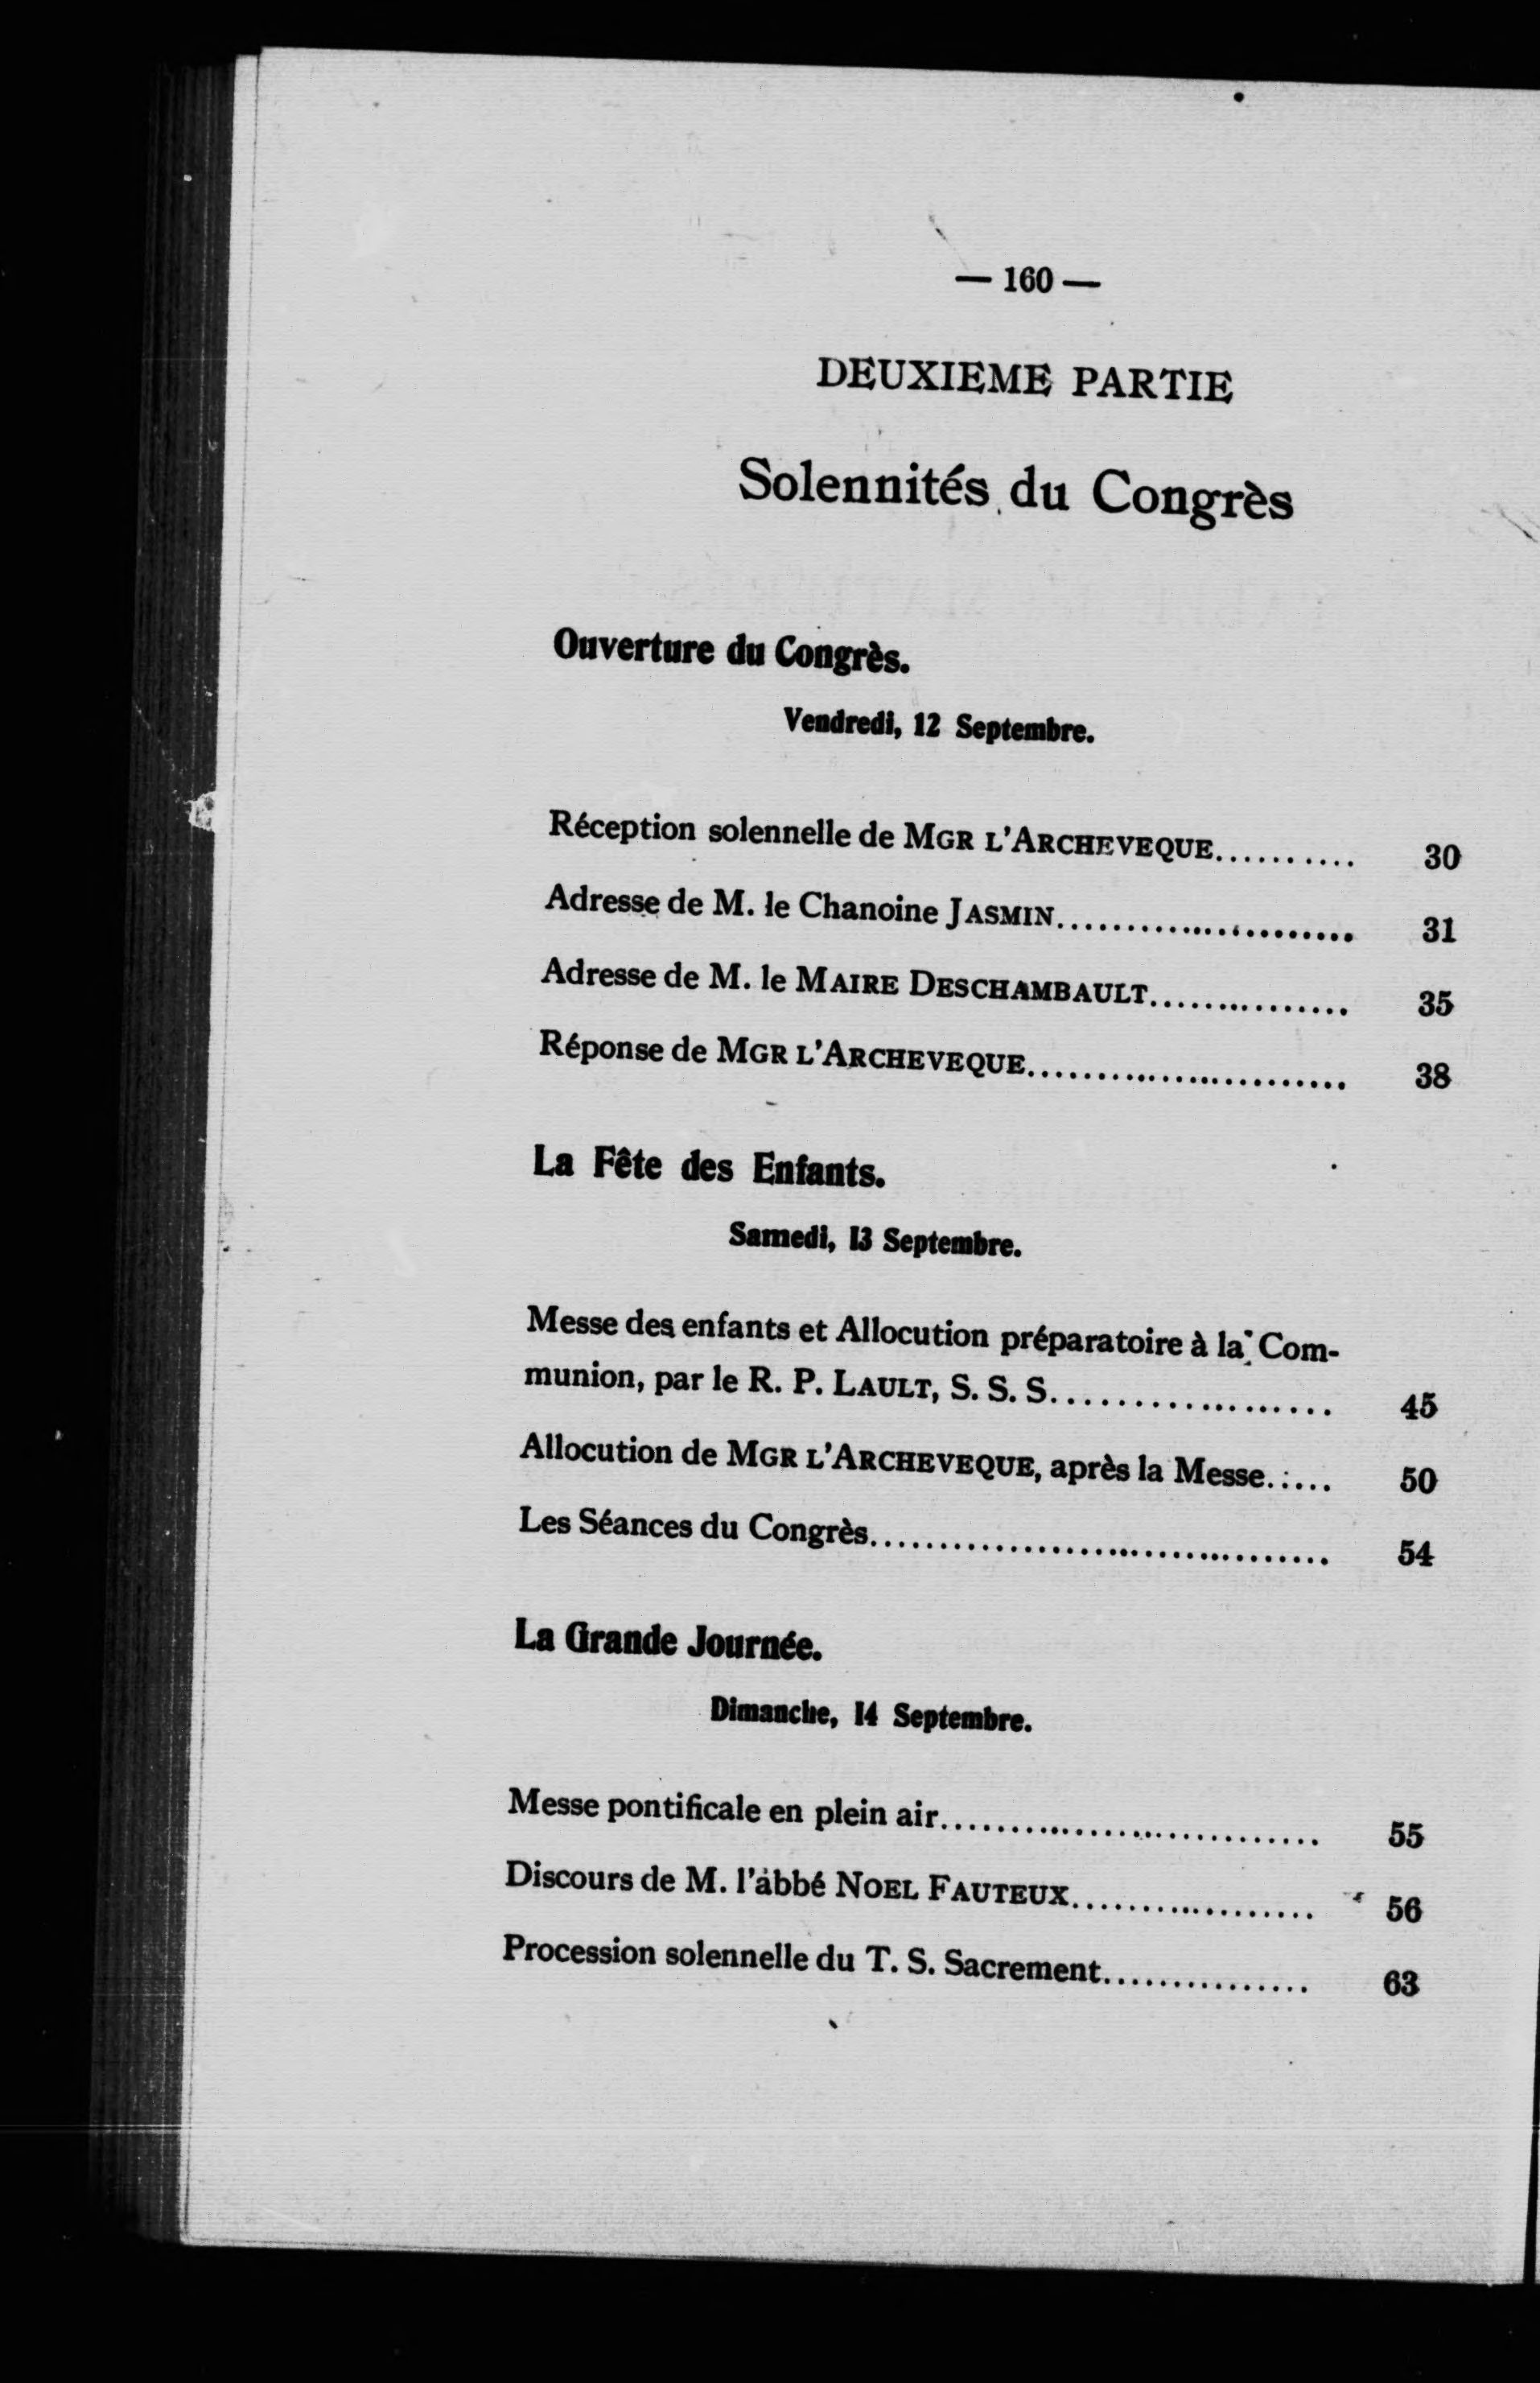 — 160 —
DEUXIEME PARTIE
Solennités du Congrès
Ouverture du Congrès.
Vendredi, 12 Septembre.
Réception solennelle de MGR L'ARCHEVEQUE.......... 30
Adresse de M. le Chanoine JASMIN...................... 31
Adresse de M. le MAIRE DESCHAMBAULT............... 35
Réponse de MGR L'ARCHEVEQUE........................ 38
La Fête des Enfants.
Samedi, 13 Septembre.
Messe des enfants et Allocution préparatoire à la Com-
munion, par le R. P. LAULT, S. S. S.................. 45
Allocution de MGR L'ARCHEVEQUE, après la Messe..... 50
Les Séances du Congrès.................................. 54
La Grande Journée.
Dimanche, 14 Septembre.
Messe pontificale en plein air............................ 55
Discours de M. l'abbé NOEL FAUTEUX.................. 56
Procession solennelle du T. S. Sacrement............... 63